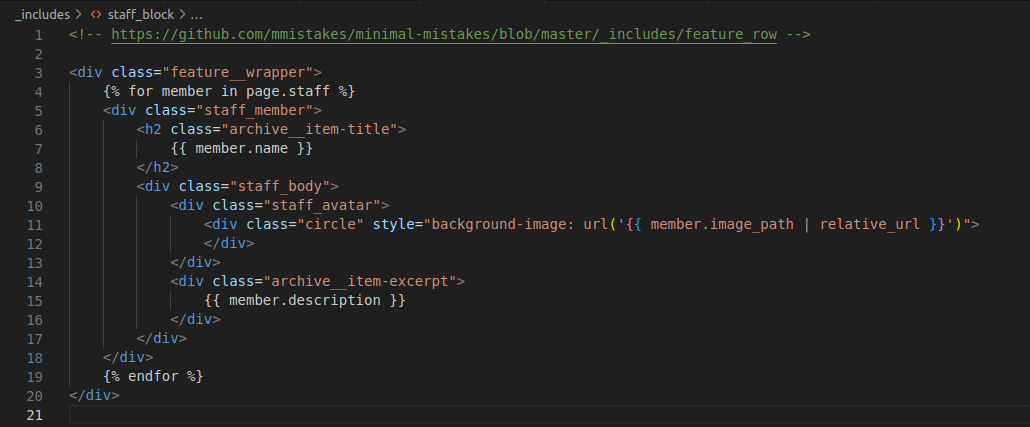 _includes > <> staff_block > ...
1 <!-- https://github.com/mmistakes/minimal-mistakes/blob/master/_includes/feature_row -->
2
3 <div class="feature__wrapper">
4     {% for member in page.staff %}
5     <div class="staff_member">
6         <h2 class="archive__item-title">
7             {{ member.name }}
8         </h2>
9         <div class="staff_body">
10             <div class="staff_avatar">
11                 <div class="circle" style="background-image: url('{{ member.image_path | relative_url }}')">
12                 </div>
13             </div>
14             <div class="archive__item-excerpt">
15                 {{ member.description }}
16             </div>
17         </div>
18     </div>
19     {% endfor %}
20 </div>
21